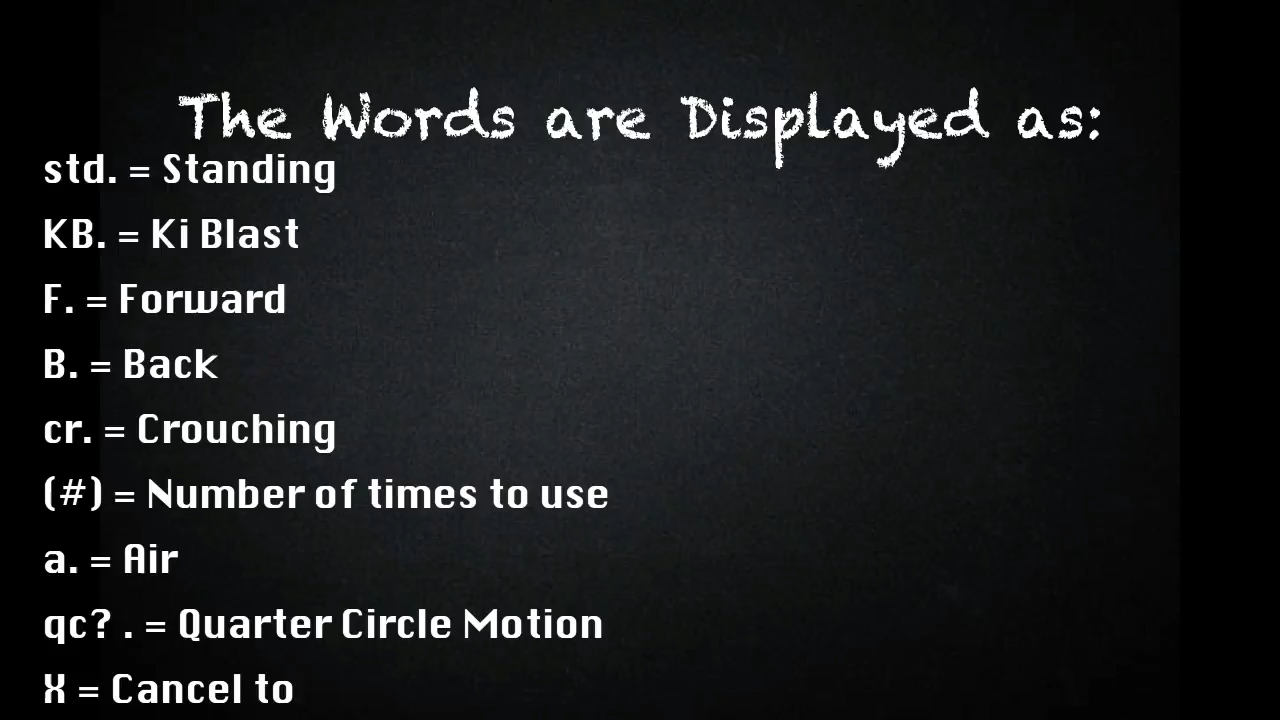 The Words are Displayed as:
std. = Standing
KB. = Ki Blast
F. = Forward
B. = Back
cr. = Crouching
(#) = Number of times to use
a. = Air
qc? . = Quarter Circle Motion
X = Cancel to